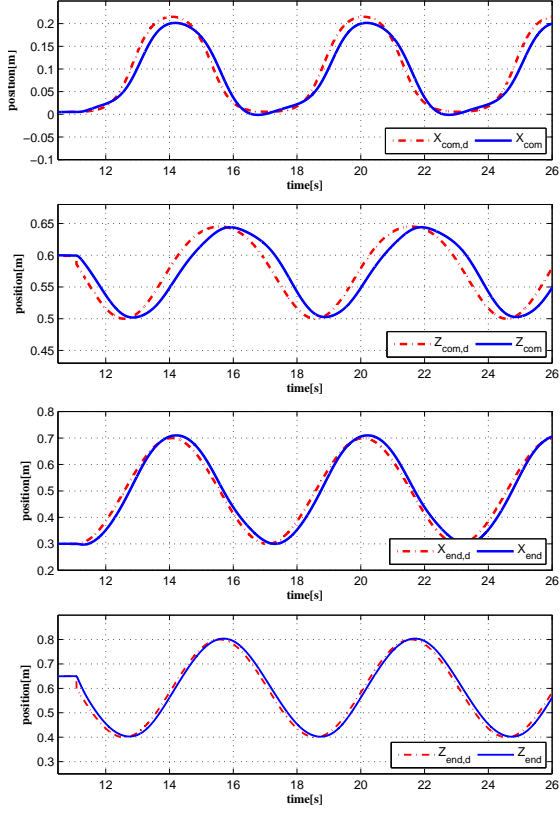 0.2
0.15
0.1
0.05
0
−0.05
−0.1
position[m]
X_com,d X_com
12 14 16 18 20 22 24 26
time[s]
0.65
0.6
0.55
0.5
0.45
position[m]
Z_com,d Z_com
12 14 16 18 20 22 24 26
time[s]
0.8
0.7
0.6
0.5
0.4
0.3
0.2
position[m]
X_end,d X_end
12 14 16 18 20 22 24 26
time[s]
0.8
0.7
0.6
0.5
0.4
0.3
position[m]
Z_end,d Z_end
12 14 16 18 20 22 24 26
time[s]